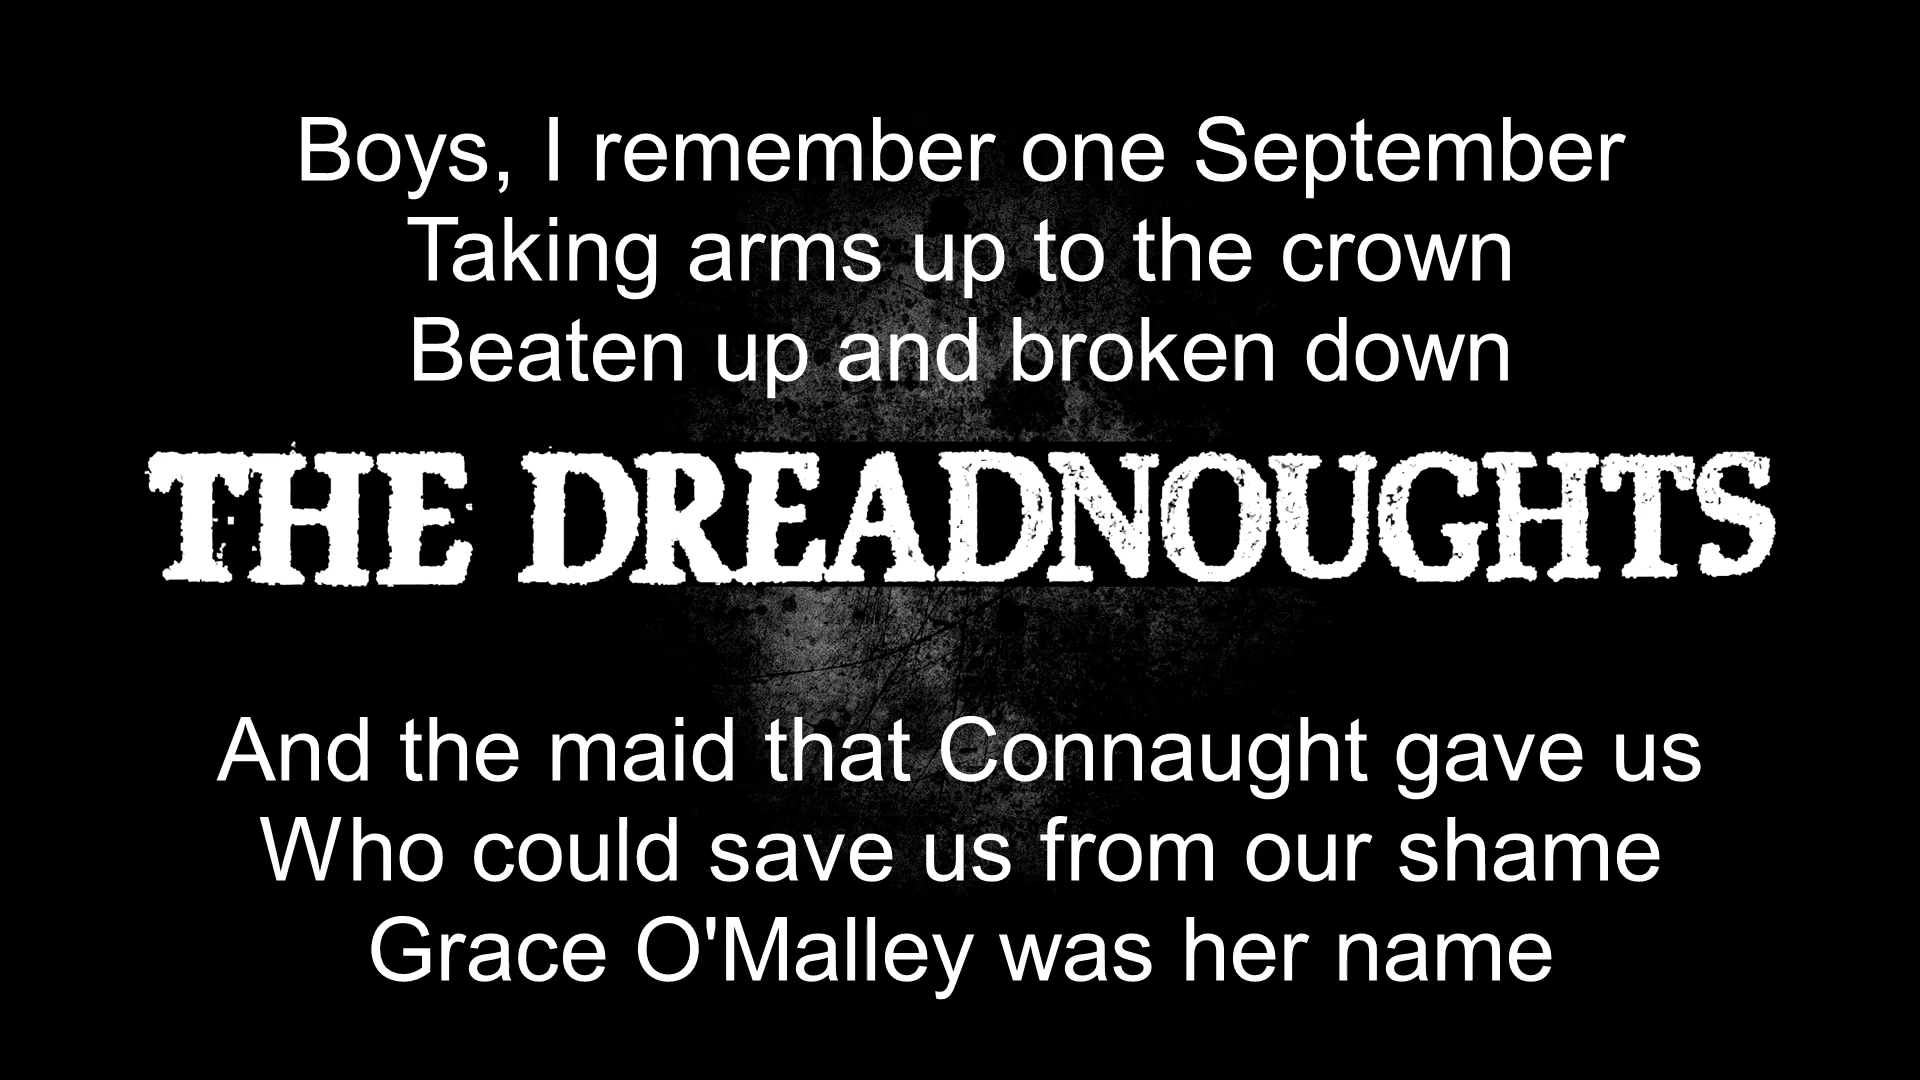 Boys, I remember one September
Taking arms up to the crown
Beaten up and broken down
THE DREADNOUGHTS
And the maid that Connaught gave us
Who could save us from our shame
Grace O'Malley was her name